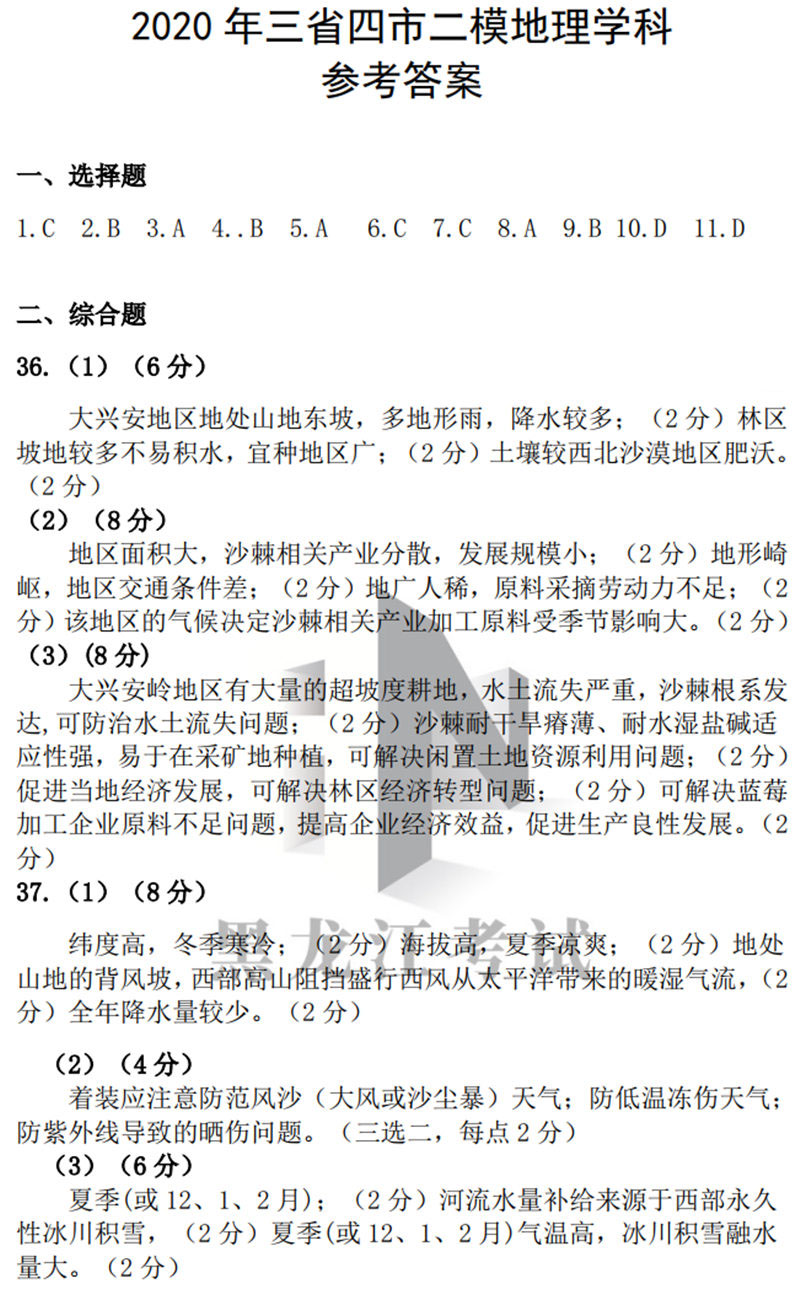 2020 年三省四市二模地理学科
参考答案
一、选择题
1.C 2.B 3.A 4..B 5.A 6.C 7.C 8.A 9.B 10.D 11.D
二、综合题
36.（1）（6 分）
大兴安地区地处山地东坡，多地形雨，降水较多；（2 分）林区
坡地较多不易积水，宜种地区广；（2 分）土壤较西北沙漠地区肥沃。
（2 分）
（2）（8 分）
地区面积大，沙棘相关产业分散，发展规模小；（2 分）地形崎
岖，地区交通条件差；（2 分）地广人稀，原料采摘劳动力不足；（2
分）该地区的气候决定沙棘相关产业加工原料受季节影响大。（2 分）
（3）(8 分)
大兴安岭地区有大量的超坡度耕地，水土流失严重，沙棘根系发
达,可防治水土流失问题；（2 分）沙棘耐干旱瘠薄、耐水湿盐碱适
应性强，易于在采矿地种植，可解决闲置土地资源利用问题；（2 分）
促进当地经济发展，可解决林区经济转型问题；（2 分）可解决蓝莓
加工企业原料不足问题，提高企业经济效益，促进生产良性发展。（2
分）
37.（1）（8 分）
纬度高，冬季寒冷；（2 分）海拔高，夏季凉爽；（2 分）地处
山地的背风坡，西部高山阻挡盛行西风从太平洋带来的暖湿气流，（2
分）全年降水量较少。（2 分）
（2）（4 分）
着装应注意防范风沙（大风或沙尘暴）天气；防低温冻伤天气；
防紫外线导致的晒伤问题。（三选二，每点 2 分）
（3）（6 分）
夏季(或 12、1、2 月)；（2 分）河流水量补给来源于西部永久
性冰川积雪，（2 分）夏季(或 12、1、2 月)气温高，冰川积雪融水
量大。（2 分）
黑龙江考试